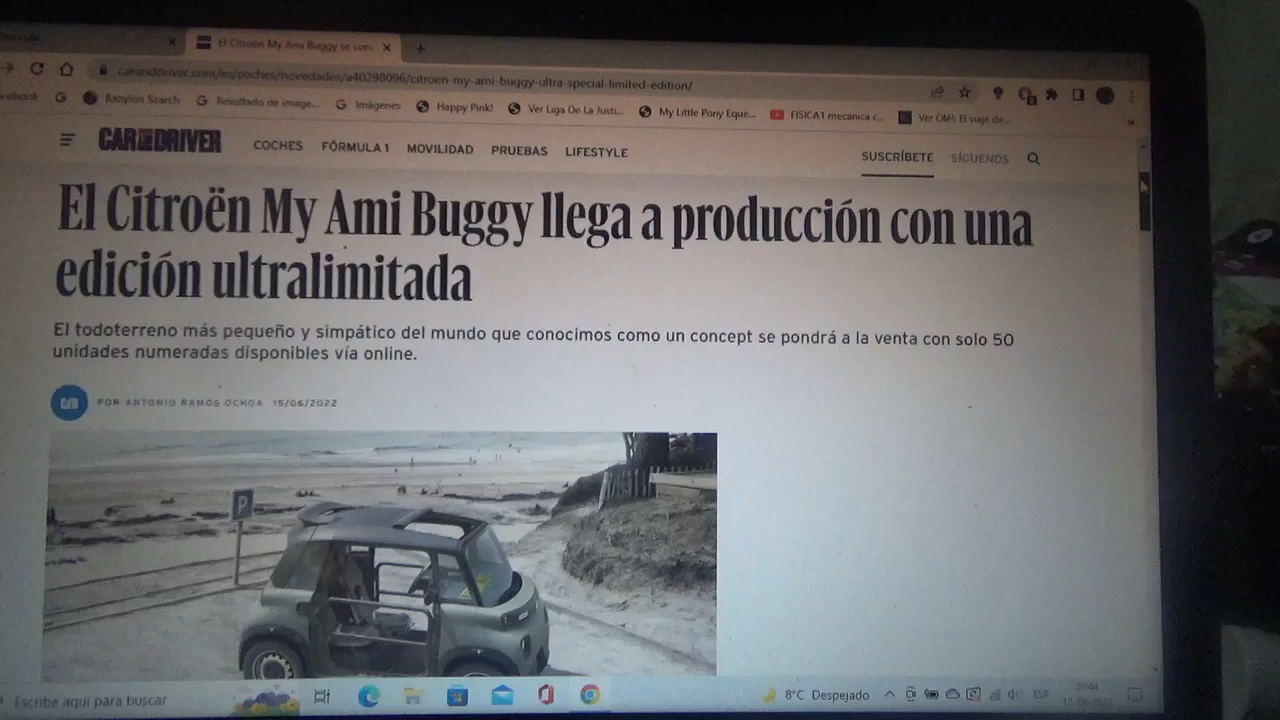 El Citroën My Ami Buggy se conv
caranddriver.com/es/coches/novedades/a40298096/citroen-my-ami-buggy-ultra-special-limited-edition/
Babylon Search
Resultado de image...
Imágenes
Happy Pink!
Ver Liga De La Justi...
My Little Pony Eque...
FISICA1 mecanica c...
Ver Olé!: El viaje de...
CAR AND DRIVER
COCHES FÓRMULA 1 MOVILIDAD PRUEBAS LIFESTYLE
SUSCRÍBETE SÍGUENOS
El Citroën My Ami Buggy llega a producción con una
edición ultralimitada
El todoterreno más pequeño y simpático del mundo que conocimos como un concept se pondrá a la venta con solo 50
unidades numeradas disponibles vía online.
C/D
POR ANTONIO RAMOS OCHOA 15/06/2022
P
Escribe aquí para buscar
8°C Despejado
ESP